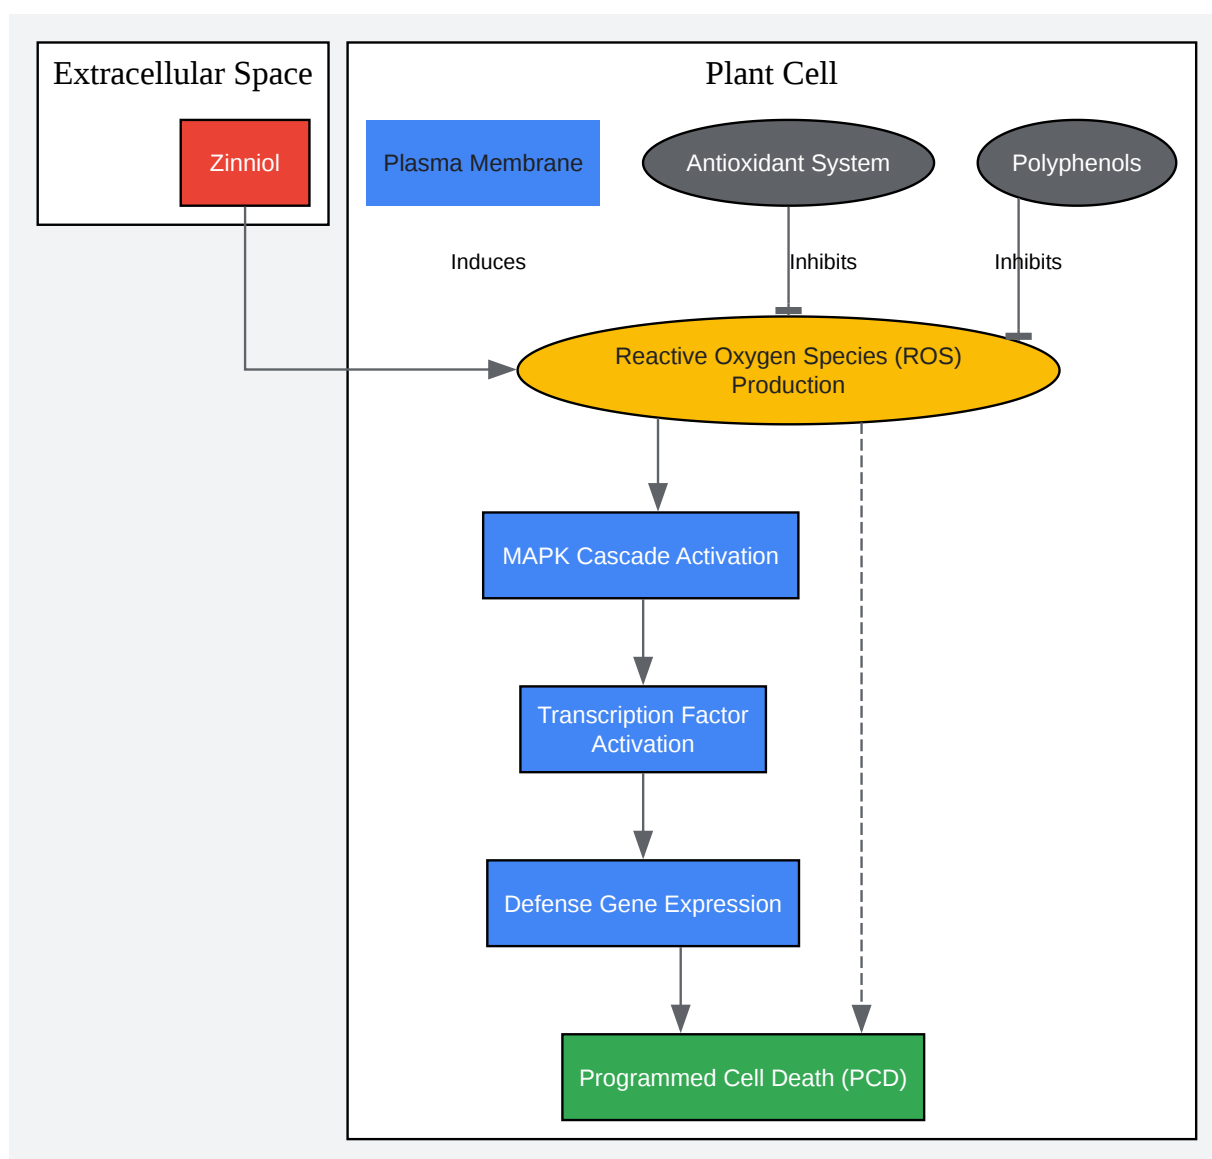 Extracellular Space
Plant Cell
Zinniol
Plasma Membrane
Antioxidant System
Polyphenols
Induces
Inhibits
Inhibits
Reactive Oxygen Species (ROS)
Production
MAPK Cascade Activation
Transcription Factor
Activation
Defense Gene Expression
Programmed Cell Death (PCD)